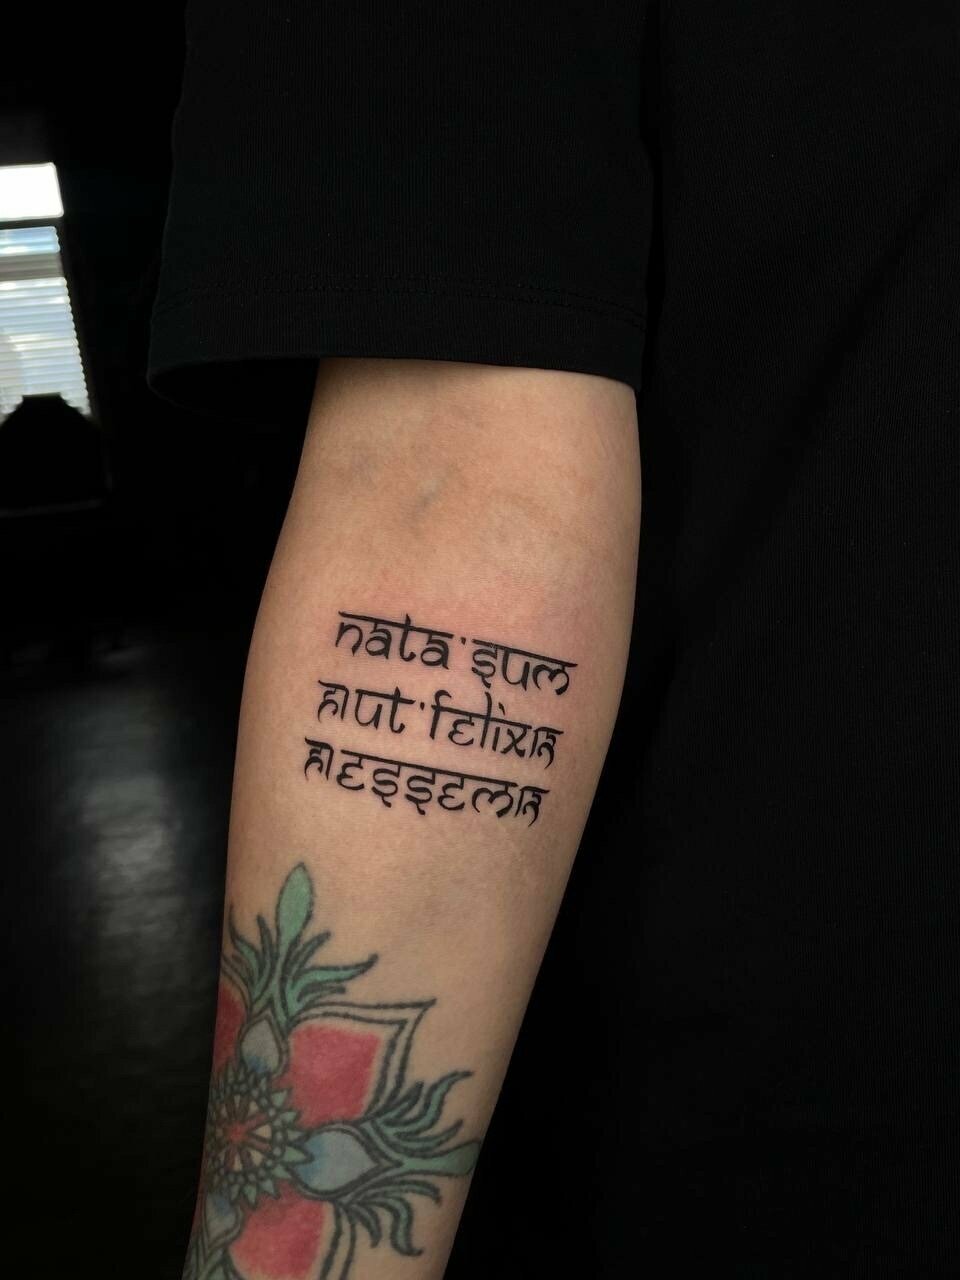 nata sum
ut felix
essem